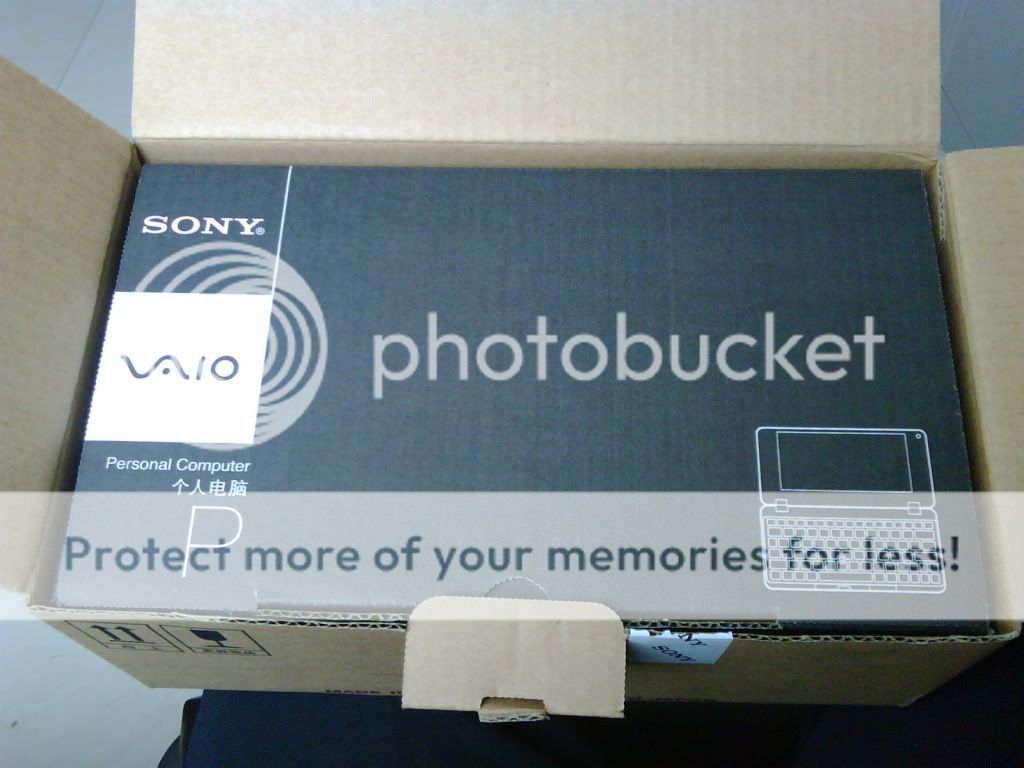 SONY®
VAIO
photobucket
Personal Computer
个人电脑
P
Protect more of your memories for less!
SONY